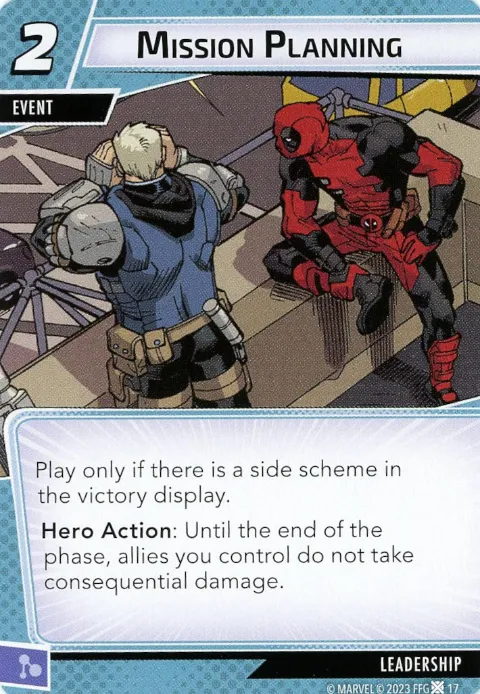 2
Mission Planning
EVENT
Play only if there is a side scheme in
the victory display.
Hero Action: Until the end of the
phase, allies you control do not take
consequential damage.
LEADERSHIP
© MARVEL © 2023 FFG 17